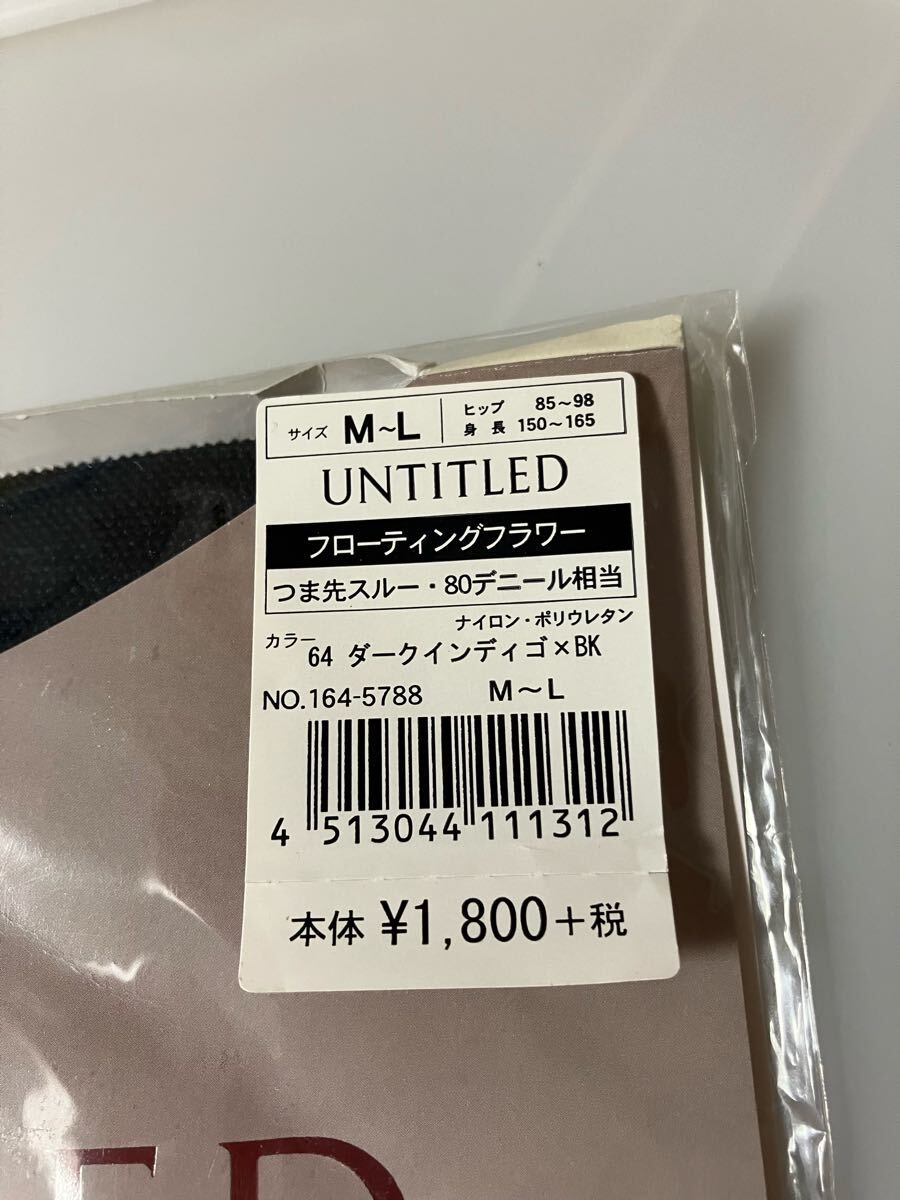 サイズ M～L ヒップ 85～98
身長 150～165
UNTITLED
フローティングフラワー
つま先スルー・80デニール相当
ナイロン・ポリウレタン
カラー 64 ダークインディゴ×BK
NO.164-5788 M～L
4 513044 111312
本体 ¥1,800+税
ED